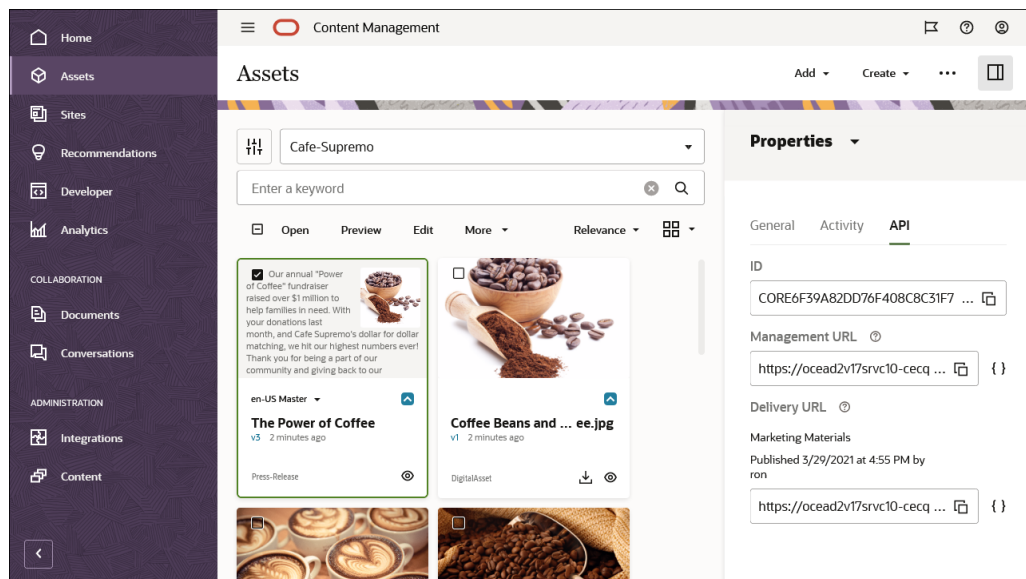 Home
Assets
Sites
Recommendations
Developer
Analytics
COLLABORATION
Documents
Conversations
ADMINISTRATION
Integrations
Content
Content Management
Assets
Add
Create
Cafe-Supremo
Enter a keyword
Open Preview Edit More Relevance
Our annual "Power
of Coffee" fundraiser
raised over $1 million to
help families in need. With
your donations last
month, and Cafe Supremo's dollar for dollar
matching, we hit our highest numbers ever!
Thank you for being a part of our
community and giving back to our
en-US Master
The Power of Coffee
v3 2 minutes ago
Press-Release
Coffee Beans and ... ee.jpg
v1 2 minutes ago
DigitalAsset
Properties
General Activity API
ID
CORE6F39A82DD76F408C8C31F7 ...
Management URL
https://ocead2v17srvc10-cecq ...
{ }
Delivery URL
Marketing Materials
Published 3/29/2021 at 4:55 PM by
ron
https://ocead2v17srvc10-cecq ...
{ }